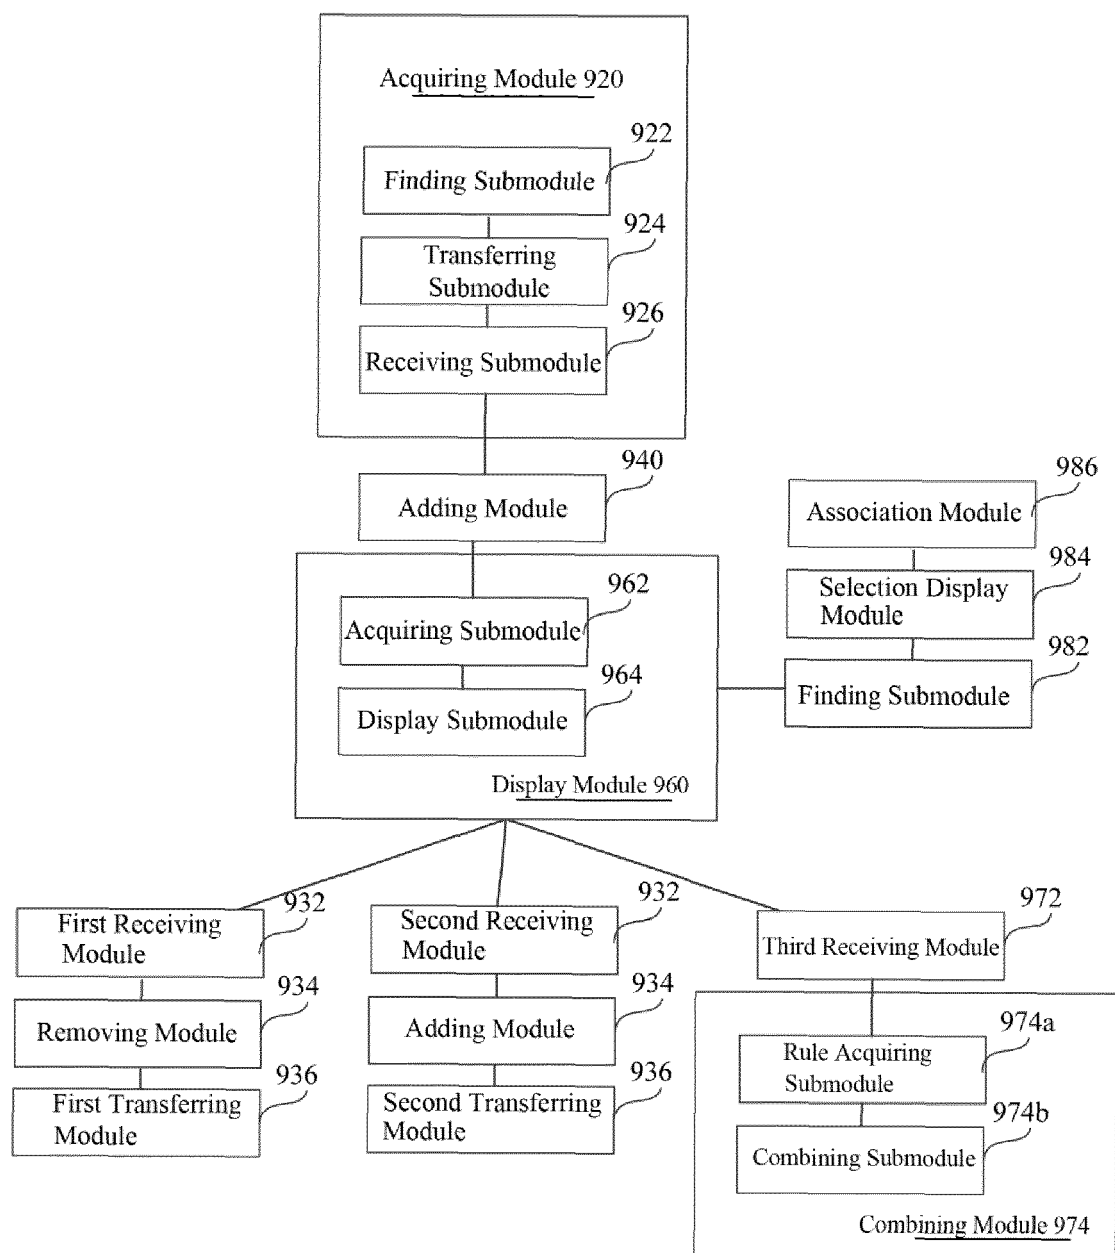 Acquiring Module 920
922
Finding Submodule
924
Transferring
Submodule
926
Receiving Submodule
940
Adding Module
986
Association Module
984
Selection Display
Module
982
Finding Submodule
962
Acquiring Submodule
964
Display Submodule
Display Module 960
932
First Receiving
Module
934
Removing Module
936
First Transferring
Module
932
Second Receiving
Module
934
Adding Module
936
Second Transferring
Module
972
Third Receiving Module
974a
Rule Acquiring
Submodule
974b
Combining Submodule
Combining Module 974